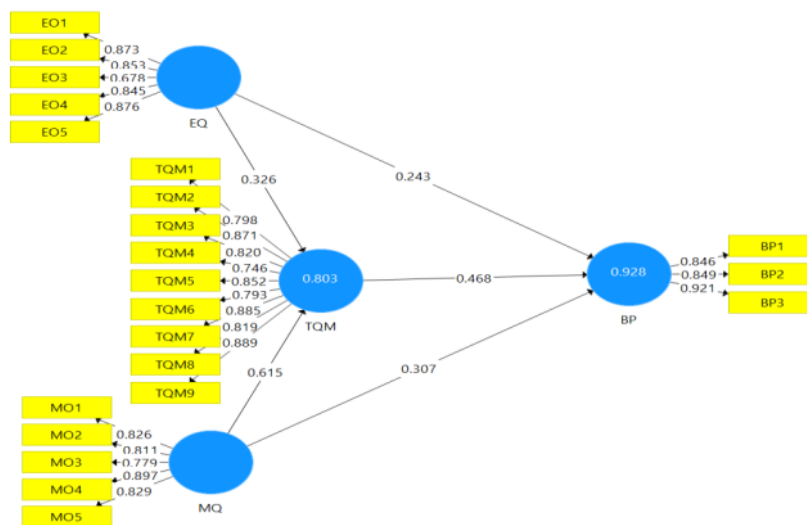 EO1
EO2
EO3
EO4
EO5
0.873
0.853
0.678
0.845
0.876
EQ
0.326
0.243
TQM1
TQM2
TQM3
TQM4
TQM5
TQM6
TQM7
TQM8
TQM9
0.798
0.871
0.820
0.746
0.852
0.793
0.885
0.819
0.889
0.803
TQM
0.468
0.928
BP
0.846
0.849
0.921
BP1
BP2
BP3
0.615
0.307
MO1
MO2
MO3
MO4
MO5
0.826
0.811
0.779
0.897
0.829
MQ